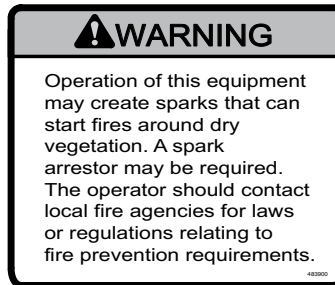 WARNING
Operation of this equipment
may create sparks that can
start fires around dry
vegetation. A spark
arrestor may be required.
The operator should contact
local fire agencies for laws
or regulations relating to
fire prevention requirements.
483900